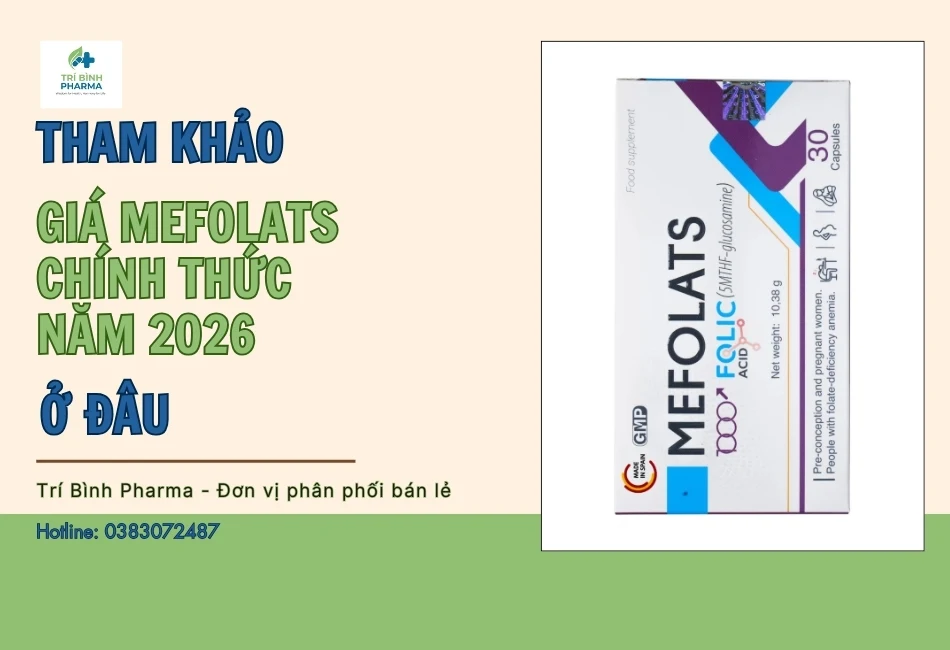 TRÍ BÌNH
PHARMA
THAM KHẢO
GIÁ MEFOLATS
CHÍNH THỨC
NĂM 2026
Ở ĐÂU
Trí Bình Pharma - Đơn vị phân phối bán lẻ
Hotline: 0383072487
Food supplement
30
Capsules
MEFOLATS
1000 FOLIC (5MTHF-glucosamine)
ACID
Net weight: 10,38 g
GMP
MADE
IN SPAIN
Pre-conception and pregnant women.
People with folate-deficiency anemia.